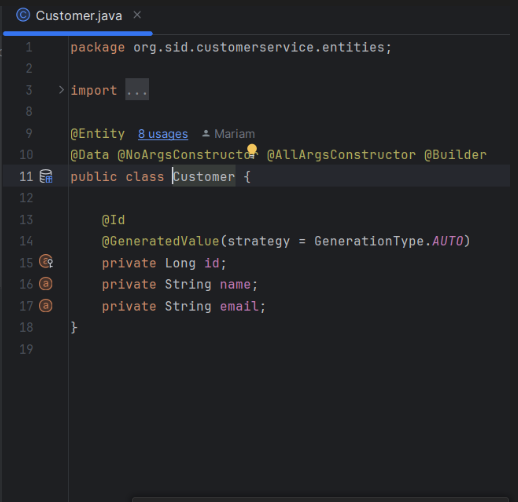 Customer.java
1 package org.sid.customerservice.entities;
2
3 import ...
8
9 @Entity 8 usages Mariam
10 @Data @NoArgsConstructor @AllArgsConstructor @Builder
11 public class Customer {
12
13 @Id
14 @GeneratedValue(strategy = GenerationType.AUTO)
15 private Long id;
16 private String name;
17 private String email;
18 }
19